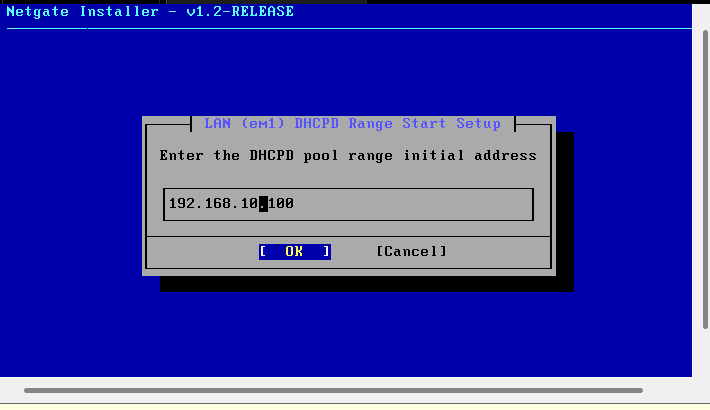 Netgate Installer - v1.2-RELEASE
LAN (em1) DHCPD Range Start Setup
Enter the DHCPD pool range initial address
192.168.10.100
[ OK ] [Cancel]